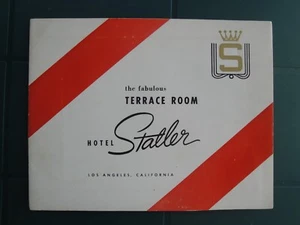 S
the fabulous
TERRACE ROOM
HOTEL Statler
LOS ANGELES, CALIFORNIA